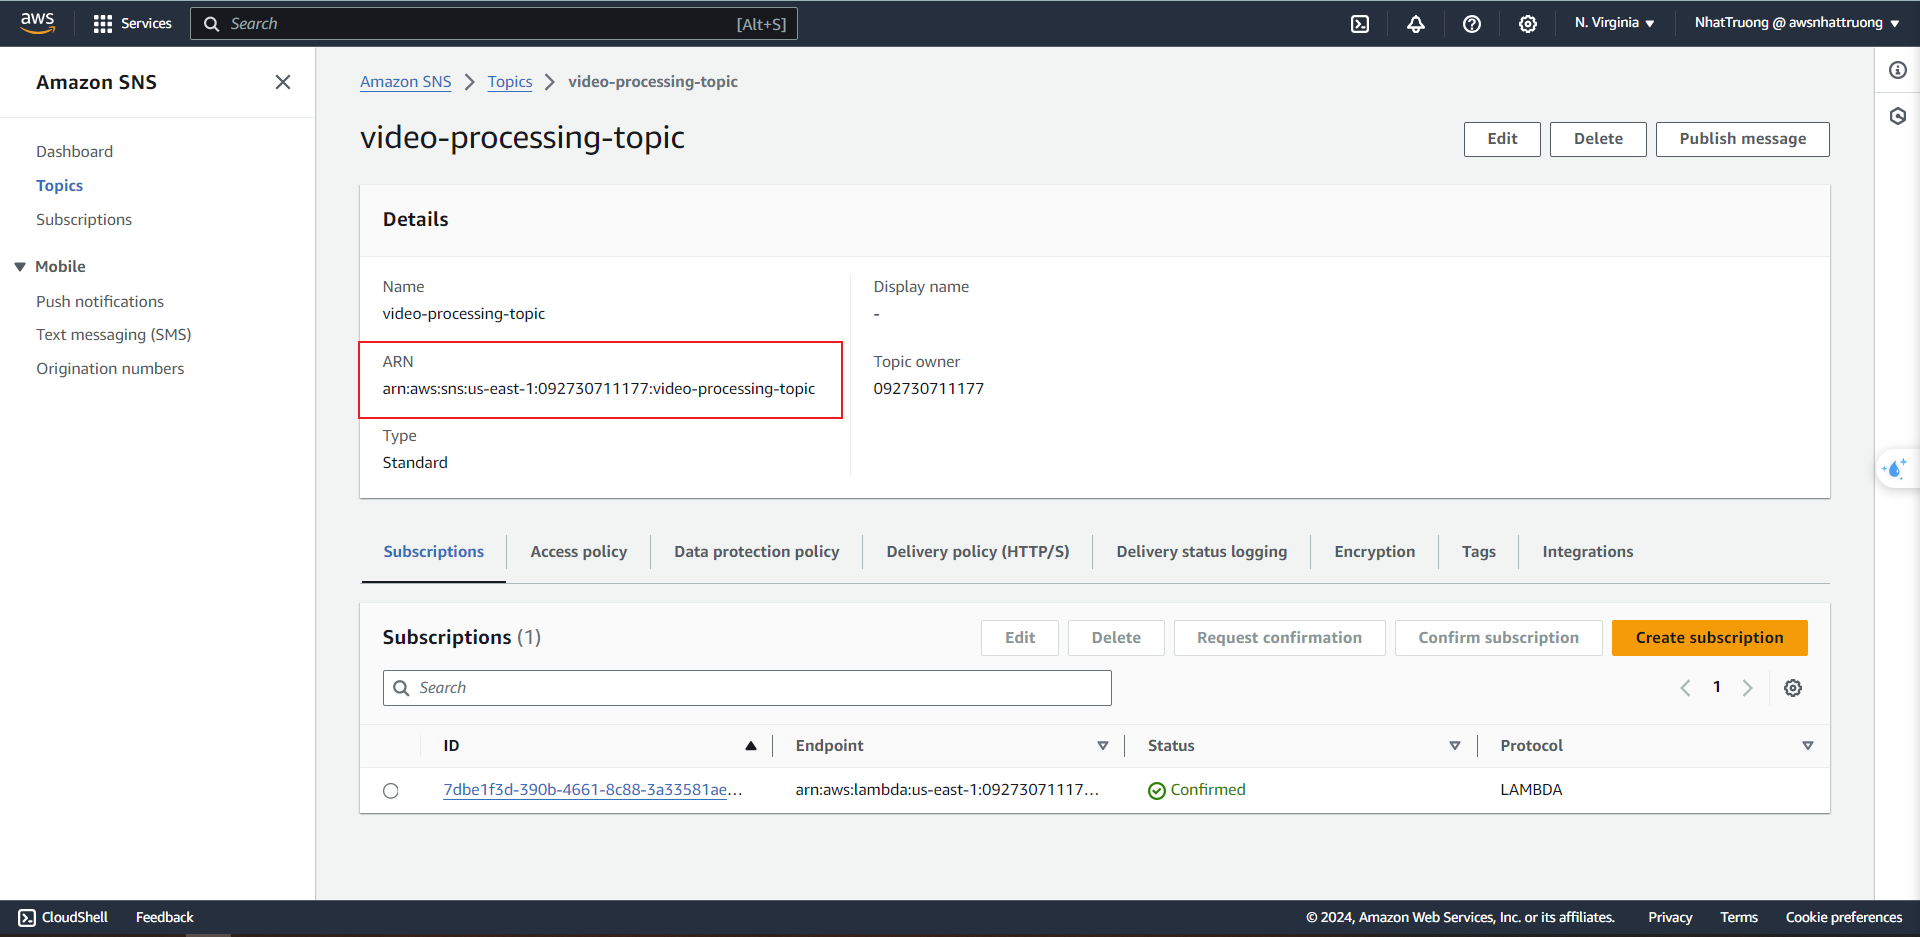 aws
Services
Search
[Alt+S]
N. Virginia
NhatTruong @ awsnhattruong
Amazon SNS
Dashboard
Topics
Subscriptions
Mobile
Push notifications
Text messaging (SMS)
Origination numbers
Amazon SNS
Topics
video-processing-topic
video-processing-topic
Edit
Delete
Publish message
Details
Name
video-processing-topic
Display name
-
ARN
arn:aws:sns:us-east-1:092730711177:video-processing-topic
Topic owner
092730711177
Type
Standard
Subscriptions
Access policy
Data protection policy
Delivery policy (HTTP/S)
Delivery status logging
Encryption
Tags
Integrations
Subscriptions (1)
Edit
Delete
Request confirmation
Confirm subscription
Create subscription
Search
1
ID
Endpoint
Status
Protocol
7dbe1f3d-390b-4661-8c88-3a33581ae...
arn:aws:lambda:us-east-1:09273071117...
Confirmed
LAMBDA
CloudShell
Feedback
© 2024, Amazon Web Services, Inc. or its affiliates.
Privacy
Terms
Cookie preferences